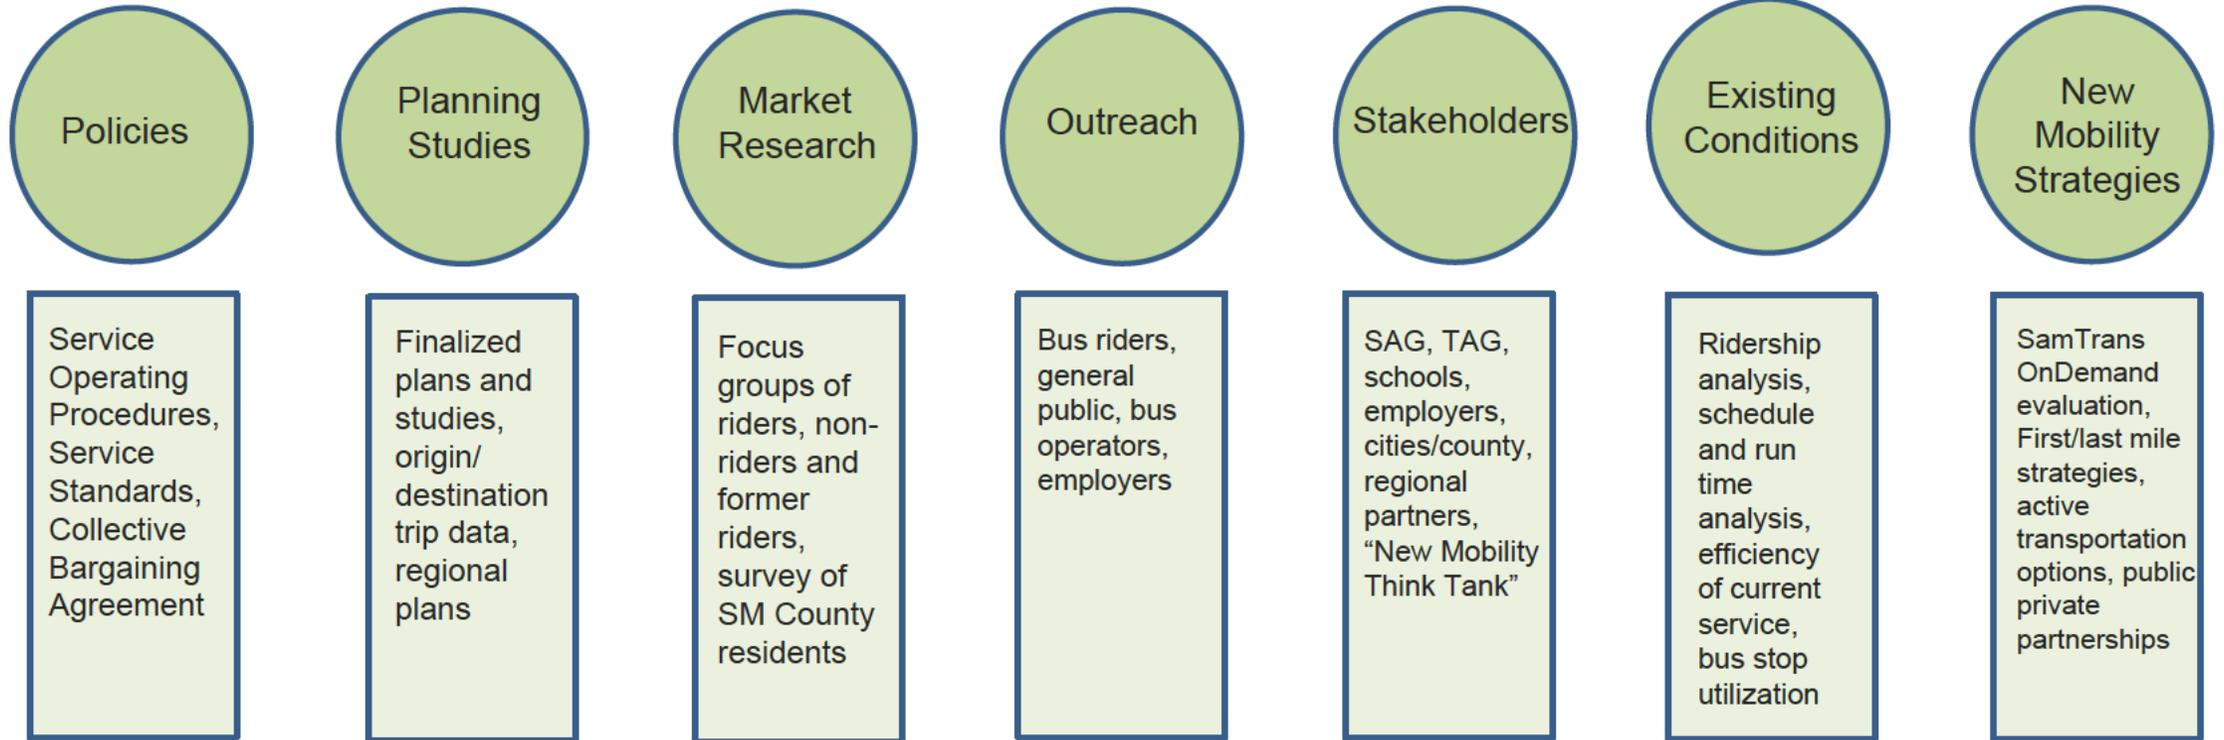 Policies
Service
Operating
Procedures,
Service
Standards,
Collective
Bargaining
Agreement
Planning
Studies
Finalized
plans and
studies,
origin/
destination
trip data,
regional
plans
Market
Research
Focus
groups of
riders, non-
riders and
former
riders,
survey of
SM County
residents
Outreach
Bus riders,
general
public, bus
operators,
employers
Stakeholders
SAG, TAG,
schools,
employers,
cities/county,
regional
partners,
“New Mobility
Think Tank”
Existing
Conditions
Ridership
analysis,
schedule
and run
time
analysis,
efficiency
of current
service,
bus stop
utilization
New
Mobility
Strategies
SamTrans
OnDemand
evaluation,
First/last mile
strategies,
active
transportation
options, public
private
partnerships